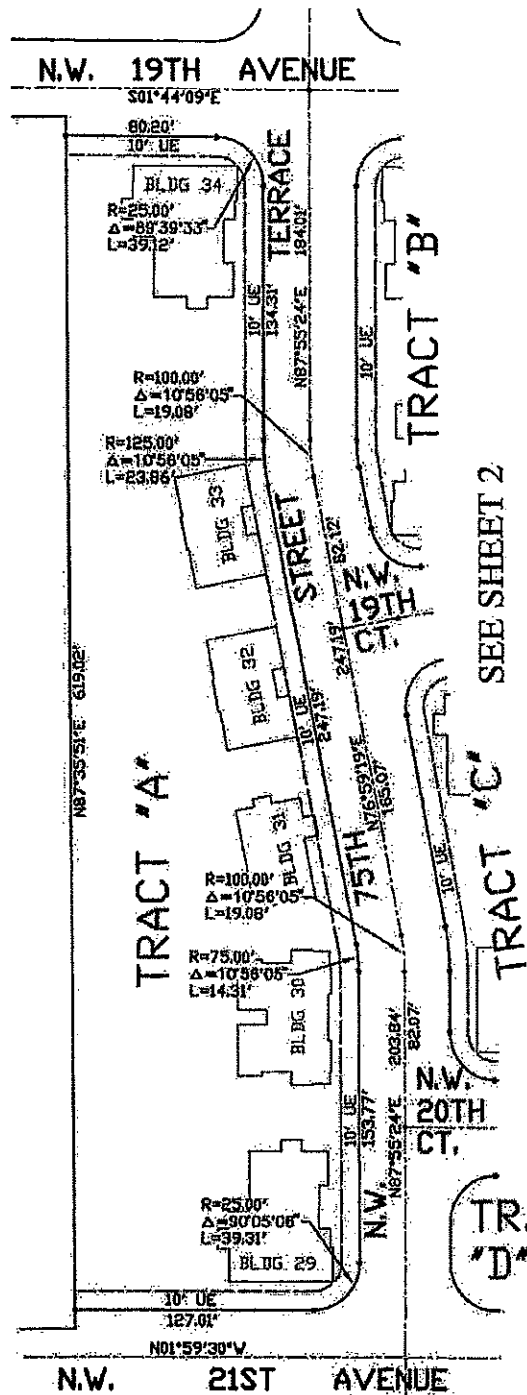 N.W. 19TH AVENUE
S01°44'09"E
80.20'
10' UE
BLDG 34
R=25.00'
Δ=89°39'33"
L=39.12'
TERRACE
184.01'
N87°55'24"E
10' UE
134.31'
10' UE
TRACT "B"
R=100.00'
Δ=10°56'05"
L=19.08'
R=125.00'
Δ=10°56'05"
L=23.86'
BLDG 33
STREET
82.12'
N.W.
19TH
CT.
247.19'
SEE SHEET 2
BLDG 32
10' UE
247.19'
N87°35'51"E 619.02'
TRACT "A"
N76°59'19"E
165.07'
BLDG 31
75TH
R=100.00'
Δ=10°56'05"
L=19.08'
10' UE
TRACT "C"
R=75.00'
Δ=10°56'05"
L=14.31'
BLDG 30
203.84'
82.07'
N.W.
20TH
CT.
10' UE
153.77'
N87°55'24"E
N.W.
R=25.00'
Δ=90°05'06"
L=39.31'
BLDG 29
TR.
"D"
10' UE
127.01'
N01°59'30"W
N.W. 21ST AVENUE